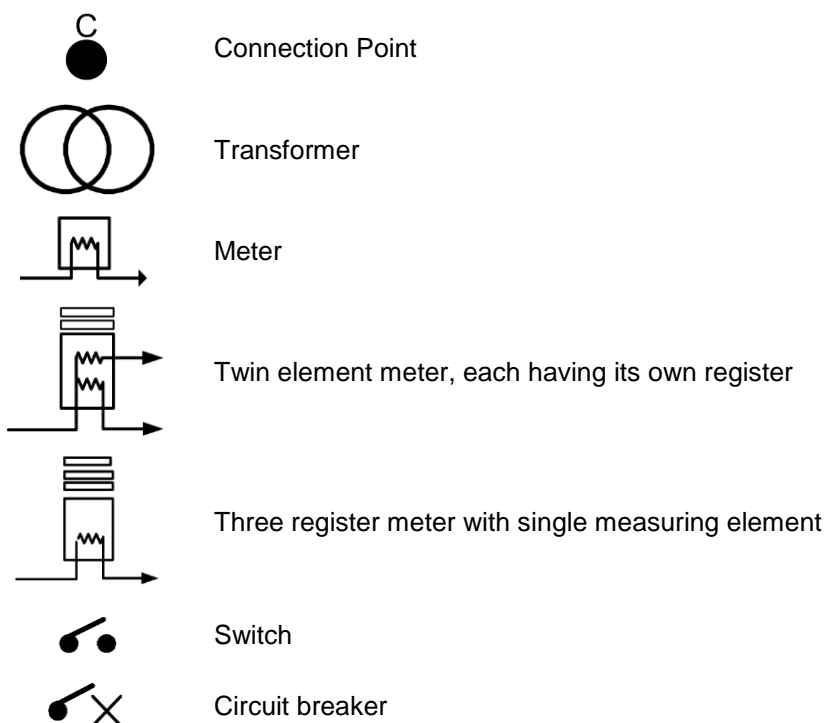 C
Connection Point
Transformer
Meter
Twin element meter, each having its own register
Three register meter with single measuring element
Switch
Circuit breaker